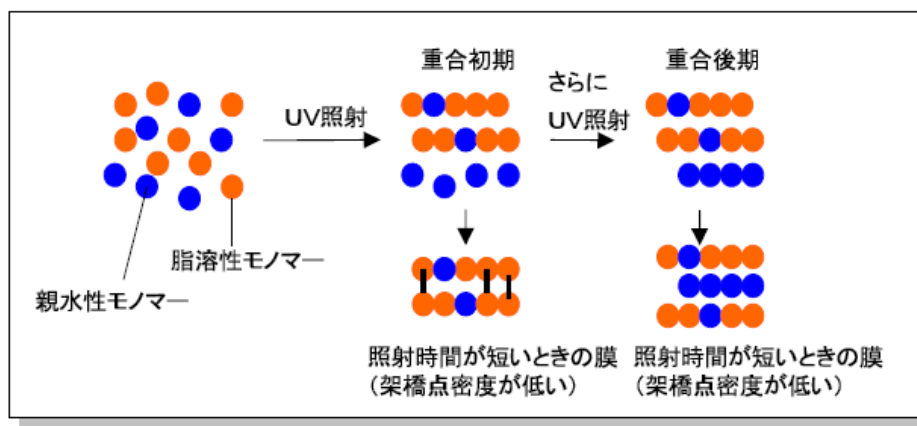 重合初期
さらに
重合後期
UV照射
UV照射
脂溶性モノマー
親水性モノマー
照射時間が短いときの膜
(架橋点密度が低い)
照射時間が短いときの膜
(架橋点密度が低い)